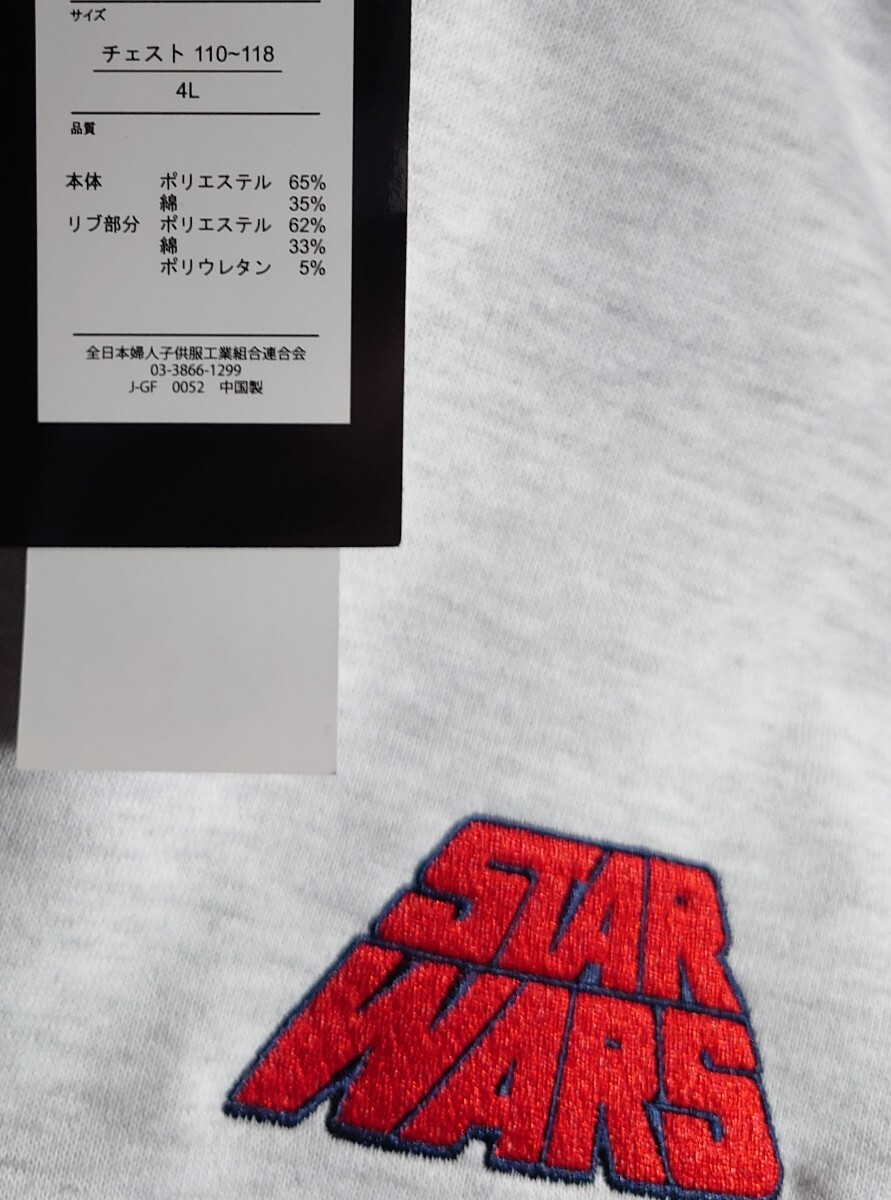 サイズ
チェスト 110~118
4L
品質
本体 ポリエステル 65%
綿 35%
リブ部分 ポリエステル 62%
綿 33%
ポリウレタン 5%
全日本婦人子供服工業組合連合会
03-3866-1299
J-GF 0052 中国製
STAR
WARS